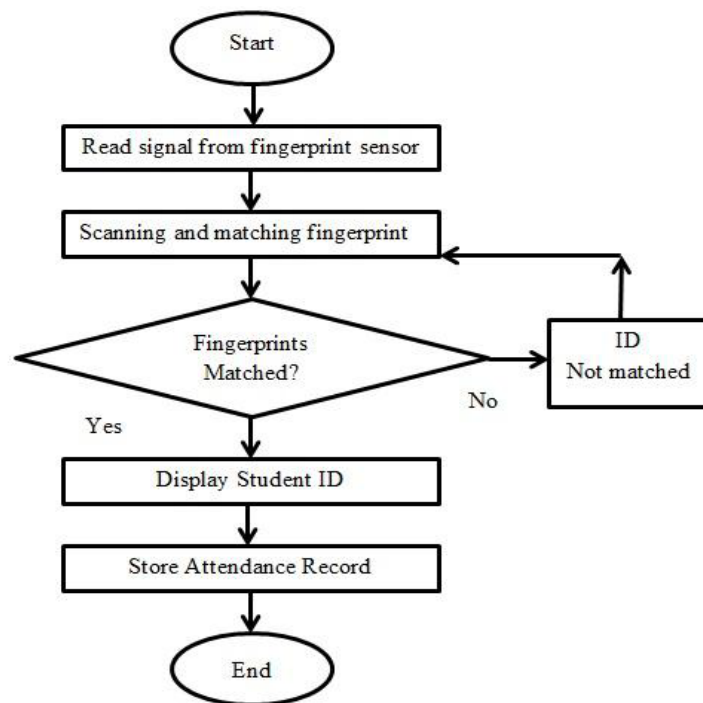 Start
Read signal from fingerprint sensor
Scanning and matching fingerprint
Fingerprints
Matched?
ID
Not matched
No
Yes
Display Student ID
Store Attendance Record
End